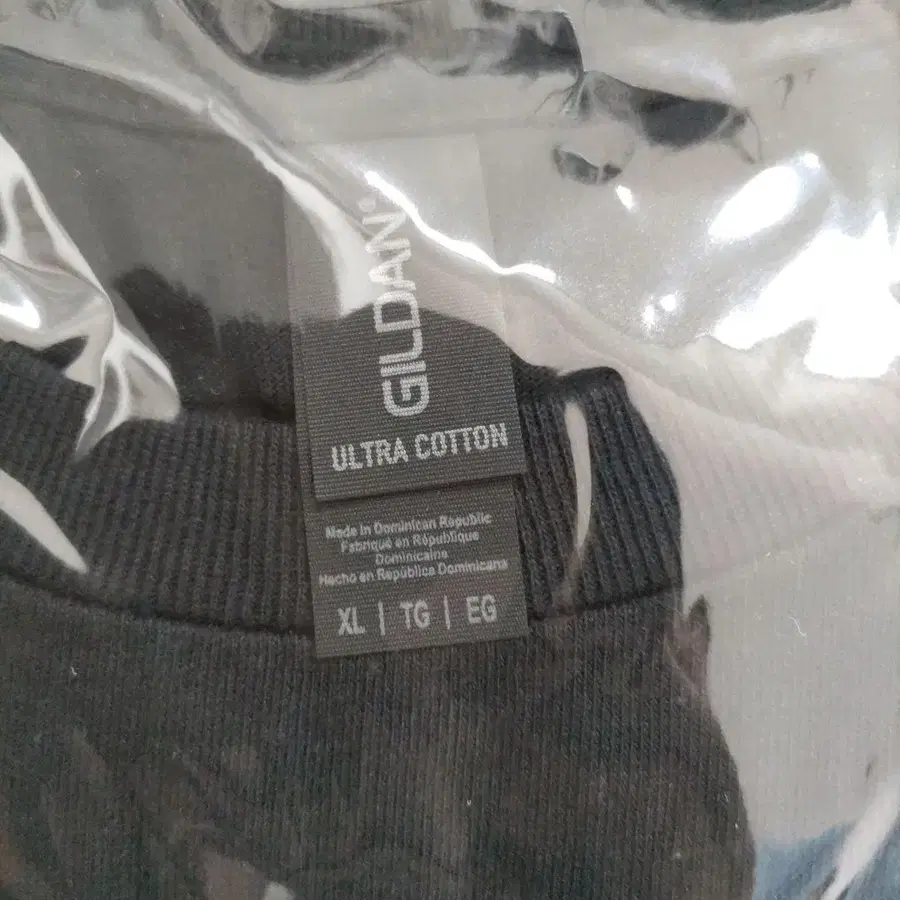 GILDAN®
ULTRA COTTON
Made in Dominican Republic
Fabriqué en République
Dominicaine
Hecho en República Dominicana
XL | TG | EG